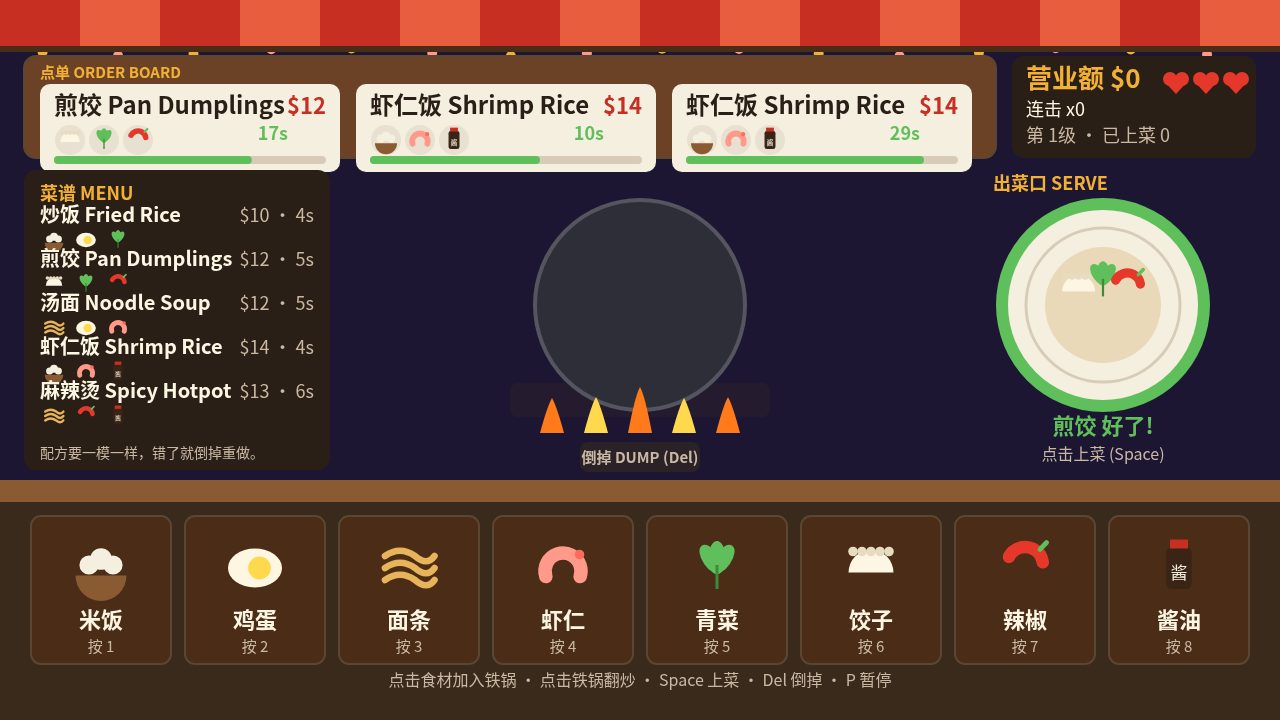 点单 ORDER BOARD
煎饺 Pan Dumplings $12
17s
虾仁饭 Shrimp Rice $14
10s
酱
虾仁饭 Shrimp Rice $14
29s
酱
营业额 $0
连击 x0
第 1级 · 已上菜 0
菜谱 MENU
炒饭 Fried Rice $10 · 4s
煎饺 Pan Dumplings $12 · 5s
汤面 Noodle Soup $12 · 5s
虾仁饭 Shrimp Rice $14 · 4s
酱
麻辣烫 Spicy Hotpot $13 · 6s
酱
配方要一模一样，错了就倒掉重做。
倒掉 DUMP (Del)
出菜口 SERVE
煎饺 好了!
点击上菜 (Space)
米饭
按 1
鸡蛋
按 2
面条
按 3
虾仁
按 4
青菜
按 5
饺子
按 6
辣椒
按 7
酱
酱油
按 8
点击食材加入铁锅 · 点击铁锅翻炒 · Space 上菜 · Del 倒掉 · P 暂停